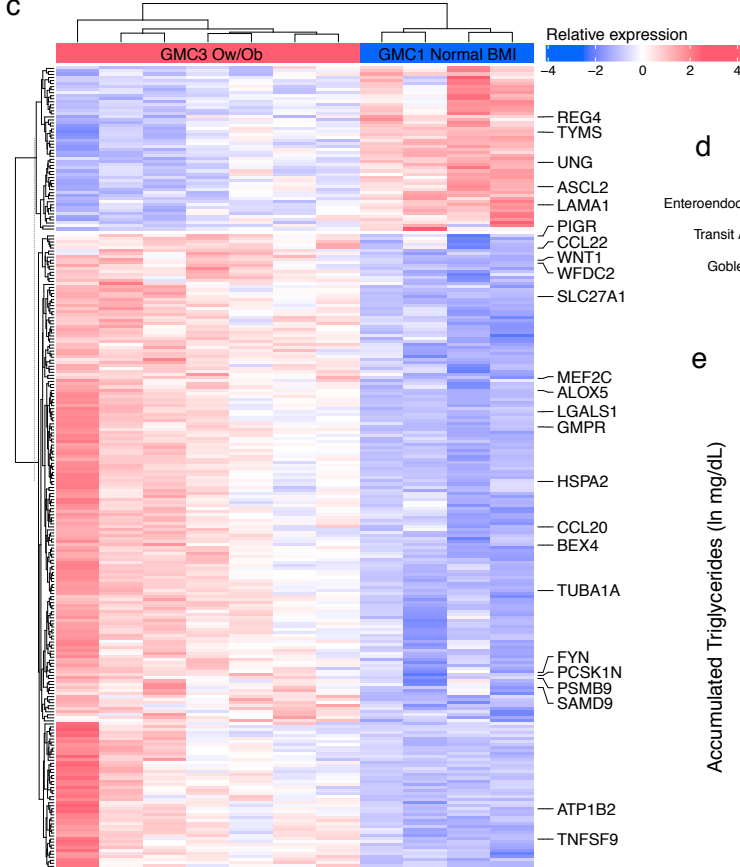 c
GMC3 Ow/Ob
GMC1 Normal BMI
Relative expression
−4 −2 0 2 4
REG4
TYMS
UNG
ASCL2
LAMA1
PIGR
CCL22
WNT1
WFDC2
SLC27A1
MEF2C
ALOX5
LGALS1
GMPR
HSPA2
CCL20
BEX4
TUBA1A
FYN
PCSK1N
PSMB9
SAMD9
ATP1B2
TNFSF9
d
Enteroendoc
Transit A
Goble
e
Accumulated Triglycerides (ln mg/dL)